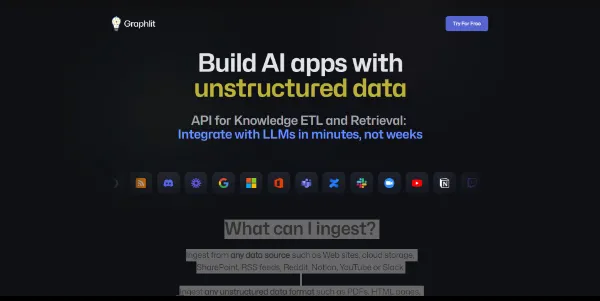 Graphlit
Try For Free
Build AI apps with
unstructured data
API for Knowledge ETL and Retrieval:
Integrate with LLMs in minutes, not weeks
What can I ingest?
Ingest from any data source such as Web sites, cloud storage,
SharePoint, RSS feeds, Reddit, Notion, YouTube or Slack
Ingest any unstructured data format such as PDFs, HTML pages,